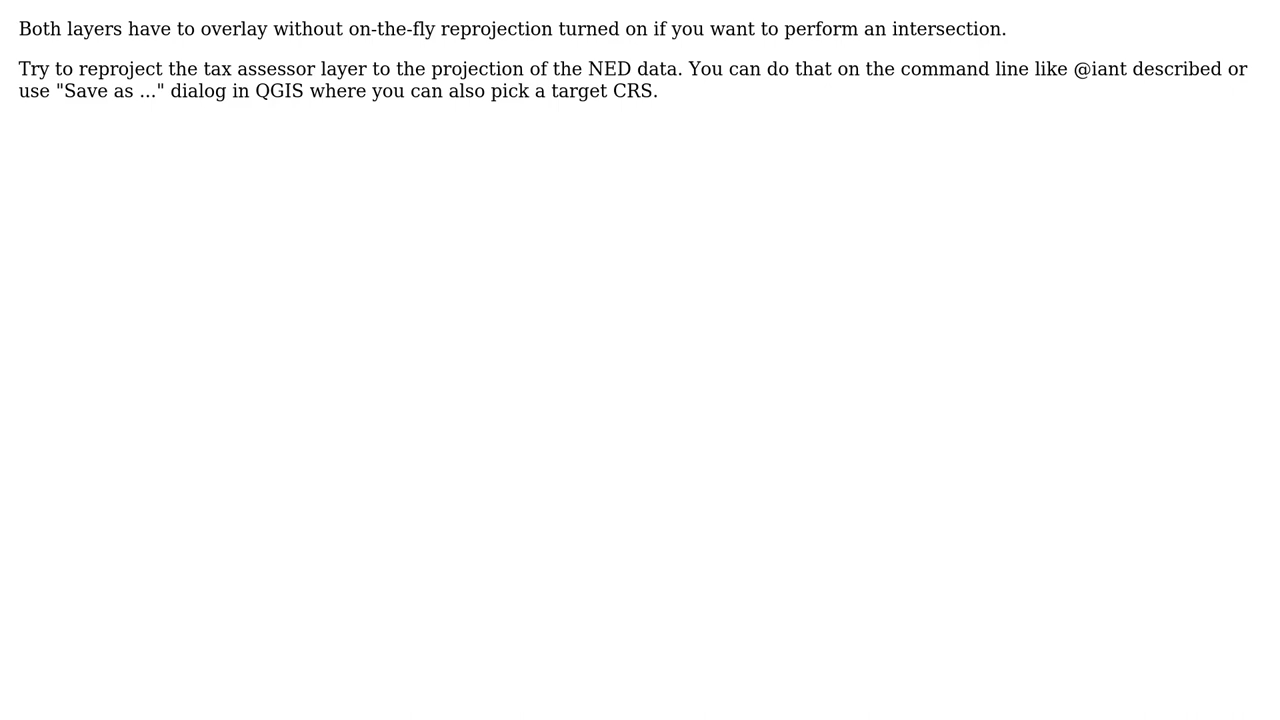 Both layers have to overlay without on-the-fly reprojection turned on if you want to perform an intersection.
Try to reproject the tax assessor layer to the projection of the NED data. You can do that on the command line like @iant described or
use "Save as ..." dialog in QGIS where you can also pick a target CRS.